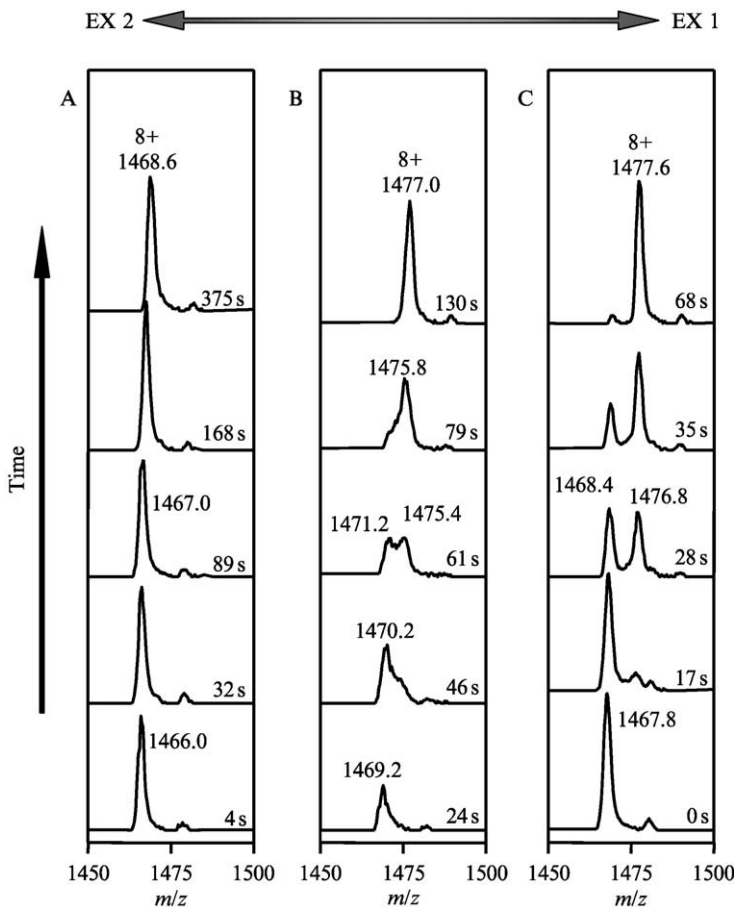 EX 2 EX 1
A B C
8+
1468.6
375 s
168 s
1467.0
89 s
32 s
1466.0
4 s
8+
1477.0
130 s
1475.8
79 s
1471.2 1475.4
61 s
1470.2
46 s
1469.2
24 s
8+
1477.6
68 s
35 s
1468.4 1476.8
28 s
17 s
1467.8
0 s
Time
1450 1475 1500 1450 1475 1500 1450 1475 1500
m/z m/z m/z